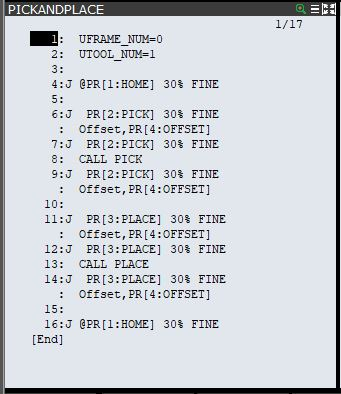 PICKANDPLACE
1/17
1: UFRAME_NUM=0
2: UTOOL_NUM=1
3:
4:J @PR[1:HOME] 30% FINE
5:
6:J PR[2:PICK] 30% FINE
: Offset,PR[4:OFFSET]
7:J PR[2:PICK] 30% FINE
8: CALL PICK
9:J PR[2:PICK] 30% FINE
: Offset,PR[4:OFFSET]
10:
11:J PR[3:PLACE] 30% FINE
: Offset,PR[4:OFFSET]
12:J PR[3:PLACE] 30% FINE
13: CALL PLACE
14:J PR[3:PLACE] 30% FINE
: Offset,PR[4:OFFSET]
15:
16:J @PR[1:HOME] 30% FINE
[End]